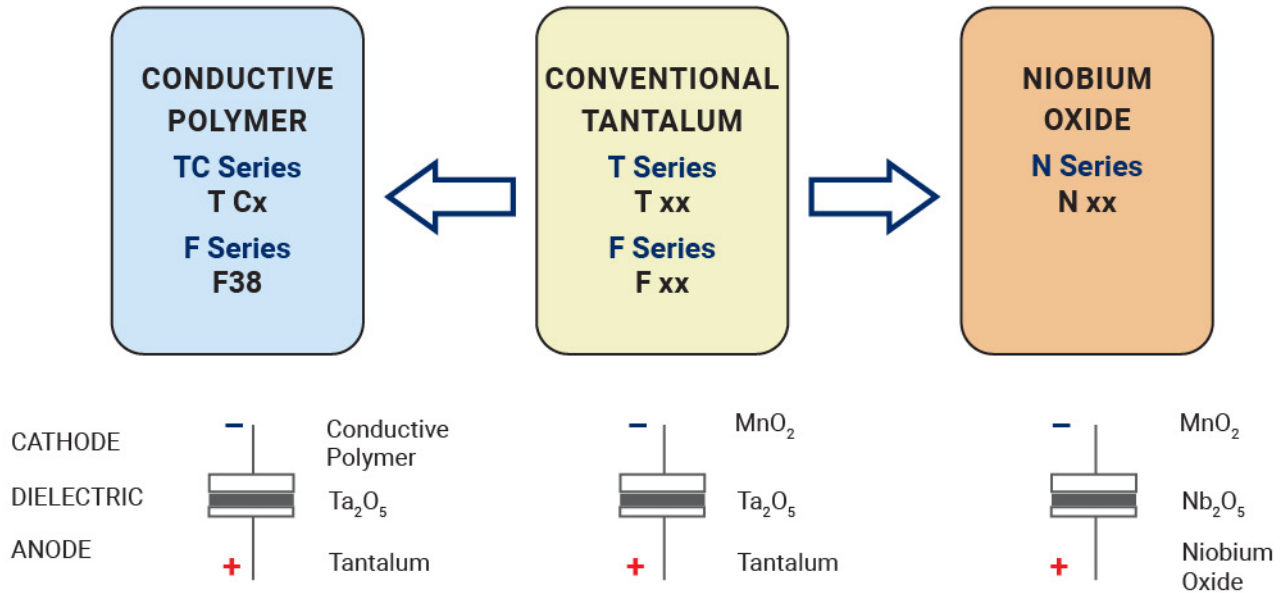 CONDUCTIVE
POLYMER
TC Series
T Cx
F Series
F38
CONVENTIONAL
TANTALUM
T Series
T xx
F Series
F xx
NIOBIUM
OXIDE
N Series
N xx
CATHODE
DIELECTRIC
ANODE
−
Conductive
Polymer
Ta₂O₅
+
Tantalum
−
MnO₂
Ta₂O₅
+
Tantalum
−
MnO₂
Nb₂O₅
+
Niobium
Oxide